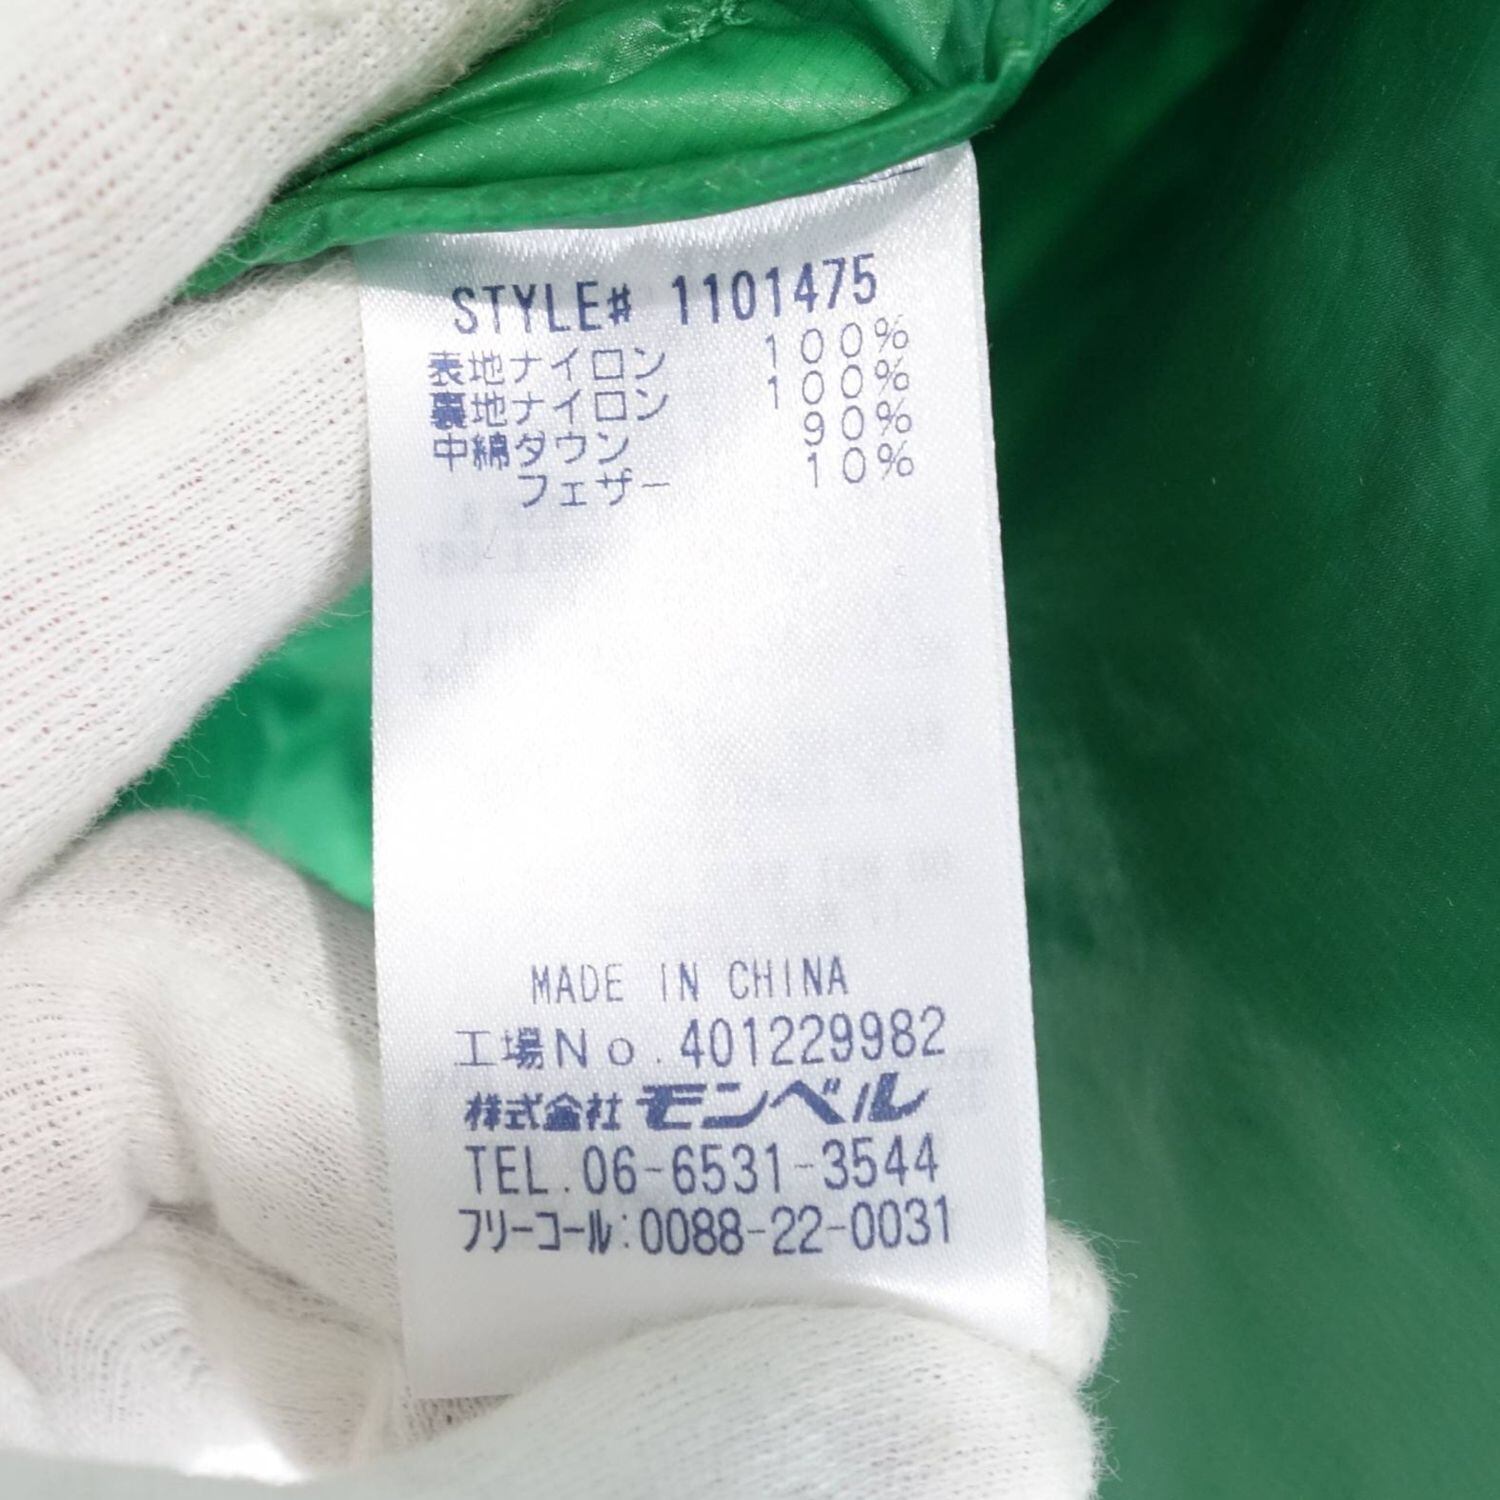 STYLE# 1101475
表地ナイロン 100%
裏地ナイロン 100%
中綿ダウン 90%
フェザー 10%
MADE IN CHINA
工場No.401229982
株式会社モンベル
TEL.06-6531-3544
フリーコール:0088-22-0031